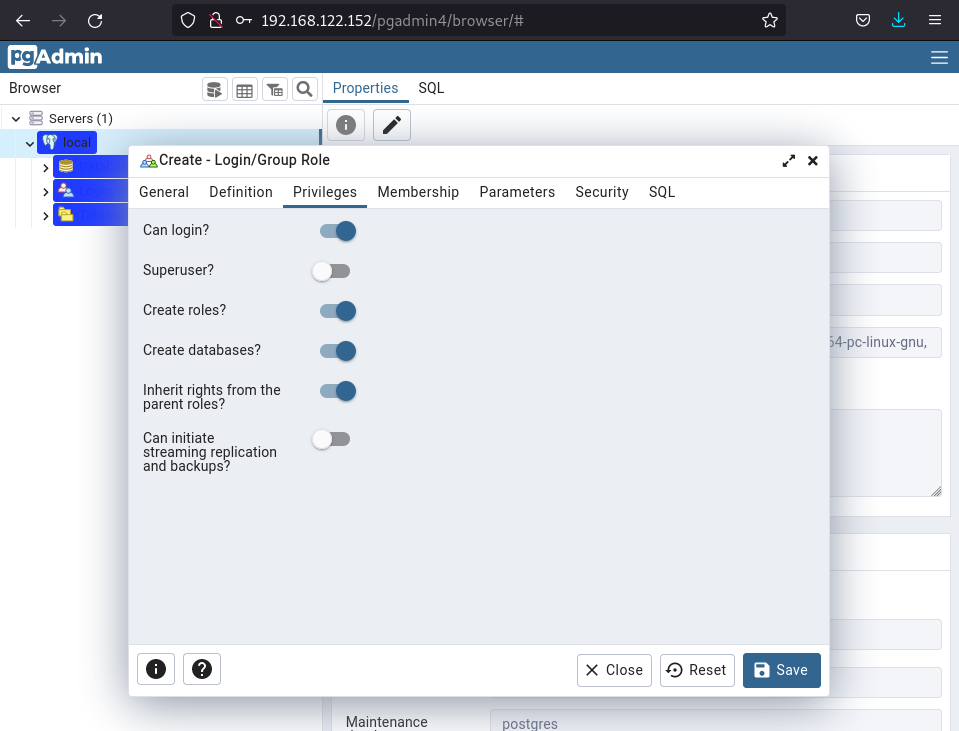 192.168.122.152/pgadmin4/browser/#
pgAdmin
Browser
Properties
SQL
Servers (1)
local
Create - Login/Group Role
General
Definition
Privileges
Membership
Parameters
Security
SQL
Can login?
Superuser?
Create roles?
Create databases?
64-pc-linux-gnu,
Inherit rights from the
parent roles?
Can initiate
streaming replication
and backups?
Close
Reset
Save
Maintenance
postgres